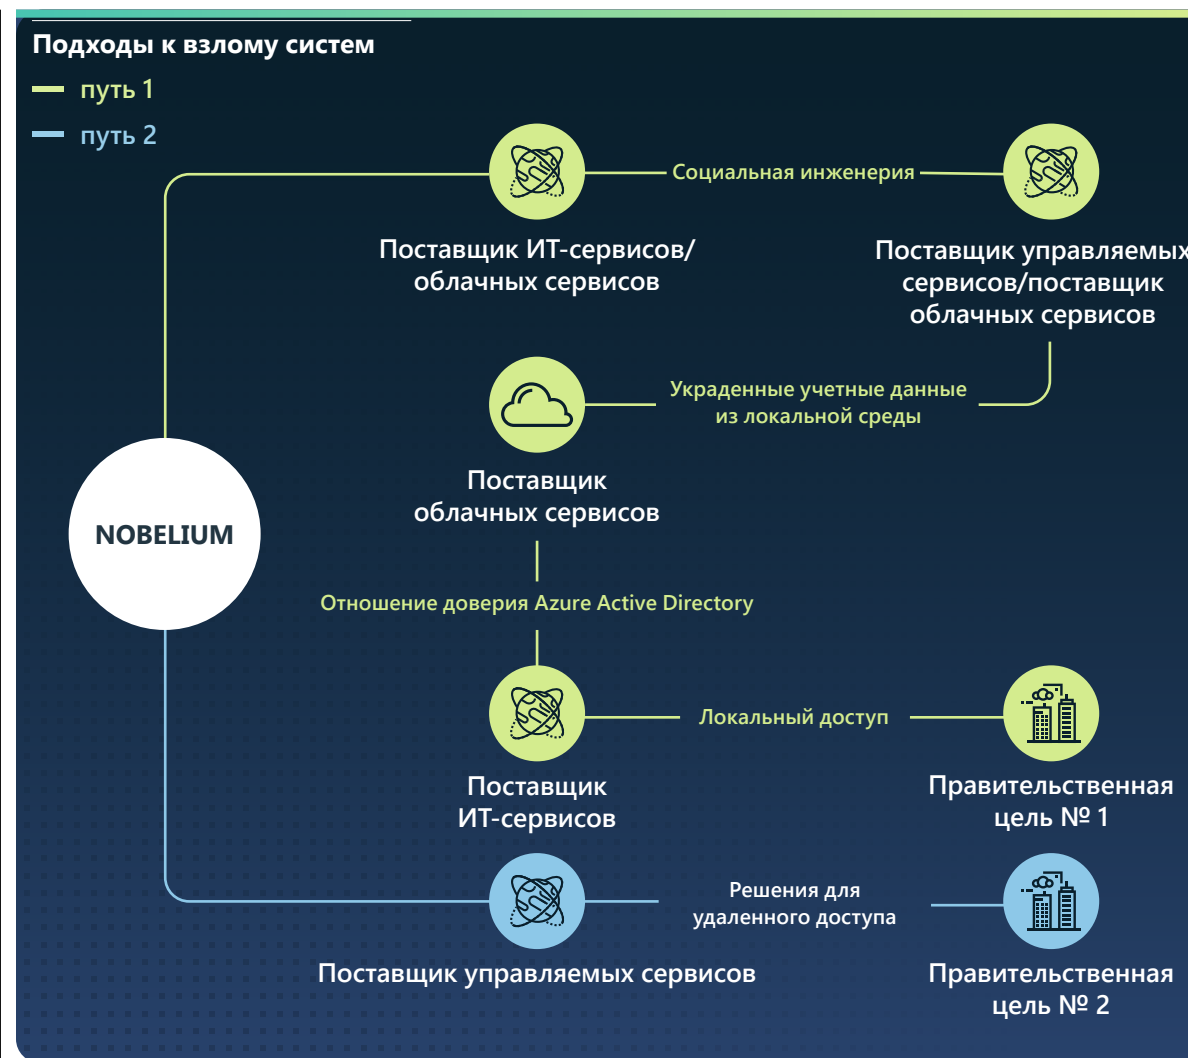 Подходы к взлому систем
путь 1
путь 2
Социальная инженерия
Поставщик ИТ-сервисов/
облачных сервисов
Поставщик управляемых
сервисов/поставщик
облачных сервисов
Украденные учетные данные
из локальной среды
Поставщик
облачных сервисов
NOBELIUM
Отношение доверия Azure Active Directory
Локальный доступ
Поставщик
ИТ-сервисов
Правительственная
цель № 1
Решения для
удаленного доступа
Поставщик управляемых сервисов
Правительственная
цель № 2